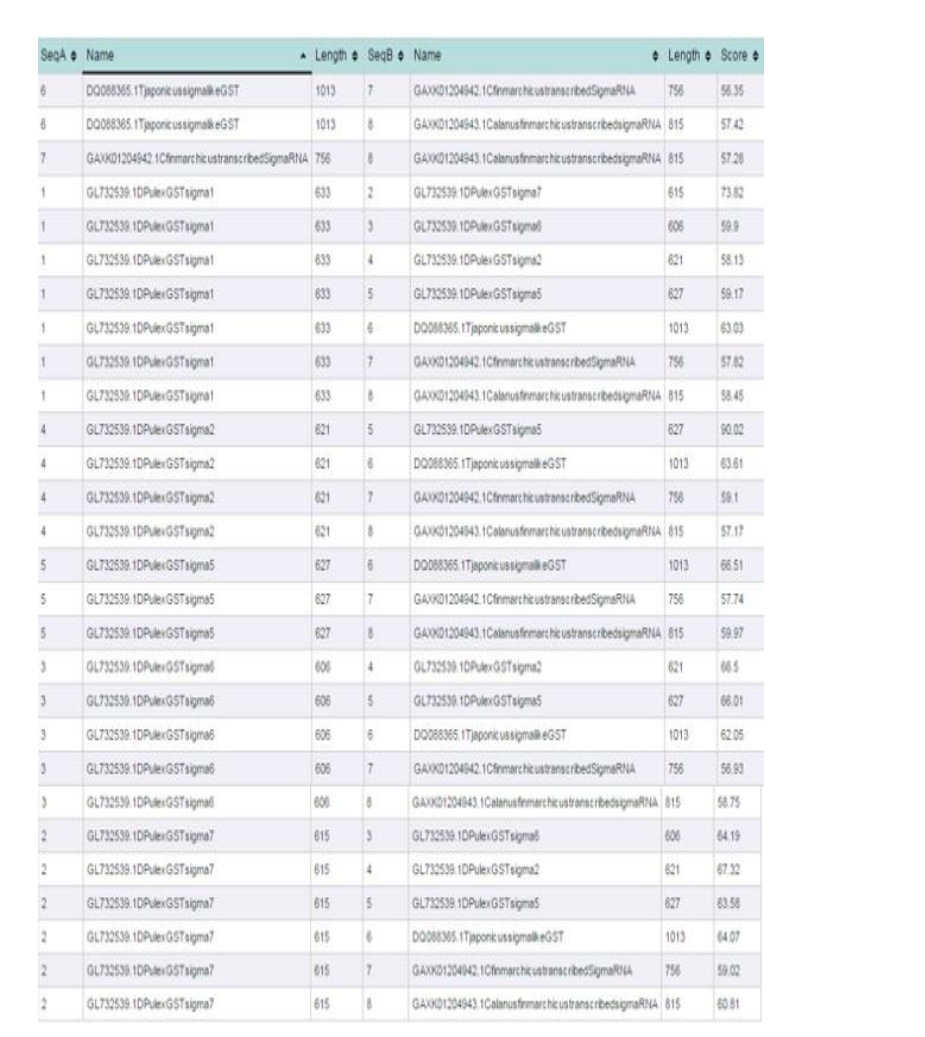 SeqA Name Length SeqB Name Length Score
6 DQ088365.1TjaponicussigmalikeGST 1013 7 GAXK01204942.1CfinmarchicustranscribedSigmaRNA 756 56.35
6 DQ088365.1TjaponicussigmalikeGST 1013 8 GAXK01204943.1CalanusfinmarchicustranscribedsigmaRNA 815 57.42
7 GAXK01204942.1CfinmarchicustranscribedSigmaRNA 756 8 GAXK01204943.1CalanusfinmarchicustranscribedsigmaRNA 815 57.28
1 GL732539.1DPulexGSTsigma1 633 2 GL732539.1DPulexGSTsigma7 615 73.82
1 GL732539.1DPulexGSTsigma1 633 3 GL732539.1DPulexGSTsigma6 606 59.9
1 GL732539.1DPulexGSTsigma1 633 4 GL732539.1DPulexGSTsigma2 621 58.13
1 GL732539.1DPulexGSTsigma1 633 5 GL732539.1DPulexGSTsigma5 627 59.17
1 GL732539.1DPulexGSTsigma1 633 6 DQ088365.1TjaponicussigmalikeGST 1013 63.03
1 GL732539.1DPulexGSTsigma1 633 7 GAXK01204942.1CfinmarchicustranscribedSigmaRNA 756 57.82
1 GL732539.1DPulexGSTsigma1 633 8 GAXK01204943.1CalanusfinmarchicustranscribedsigmaRNA 815 58.45
4 GL732539.1DPulexGSTsigma2 621 5 GL732539.1DPulexGSTsigma5 627 90.02
4 GL732539.1DPulexGSTsigma2 621 6 DQ088365.1TjaponicussigmalikeGST 1013 63.61
4 GL732539.1DPulexGSTsigma2 621 7 GAXK01204942.1CfinmarchicustranscribedSigmaRNA 756 59.1
4 GL732539.1DPulexGSTsigma2 621 8 GAXK01204943.1CalanusfinmarchicustranscribedsigmaRNA 815 57.17
5 GL732539.1DPulexGSTsigma5 627 6 DQ088365.1TjaponicussigmalikeGST 1013 66.51
5 GL732539.1DPulexGSTsigma5 627 7 GAXK01204942.1CfinmarchicustranscribedSigmaRNA 756 57.74
5 GL732539.1DPulexGSTsigma5 627 8 GAXK01204943.1CalanusfinmarchicustranscribedsigmaRNA 815 59.97
3 GL732539.1DPulexGSTsigma6 606 4 GL732539.1DPulexGSTsigma2 621 66.5
3 GL732539.1DPulexGSTsigma6 606 5 GL732539.1DPulexGSTsigma5 627 66.01
3 GL732539.1DPulexGSTsigma6 606 6 DQ088365.1TjaponicussigmalikeGST 1013 62.05
3 GL732539.1DPulexGSTsigma6 606 7 GAXK01204942.1CfinmarchicustranscribedSigmaRNA 756 56.93
3 GL732539.1DPulexGSTsigma6 606 8 GAXK01204943.1CalanusfinmarchicustranscribedsigmaRNA 815 58.75
2 GL732539.1DPulexGSTsigma7 615 3 GL732539.1DPulexGSTsigma6 606 64.19
2 GL732539.1DPulexGSTsigma7 615 4 GL732539.1DPulexGSTsigma2 621 67.32
2 GL732539.1DPulexGSTsigma7 615 5 GL732539.1DPulexGSTsigma5 627 63.58
2 GL732539.1DPulexGSTsigma7 615 6 DQ088365.1TjaponicussigmalikeGST 1013 64.07
2 GL732539.1DPulexGSTsigma7 615 7 GAXK01204942.1CfinmarchicustranscribedSigmaRNA 756 59.02
2 GL732539.1DPulexGSTsigma7 615 8 GAXK01204943.1CalanusfinmarchicustranscribedsigmaRNA 815 60.81